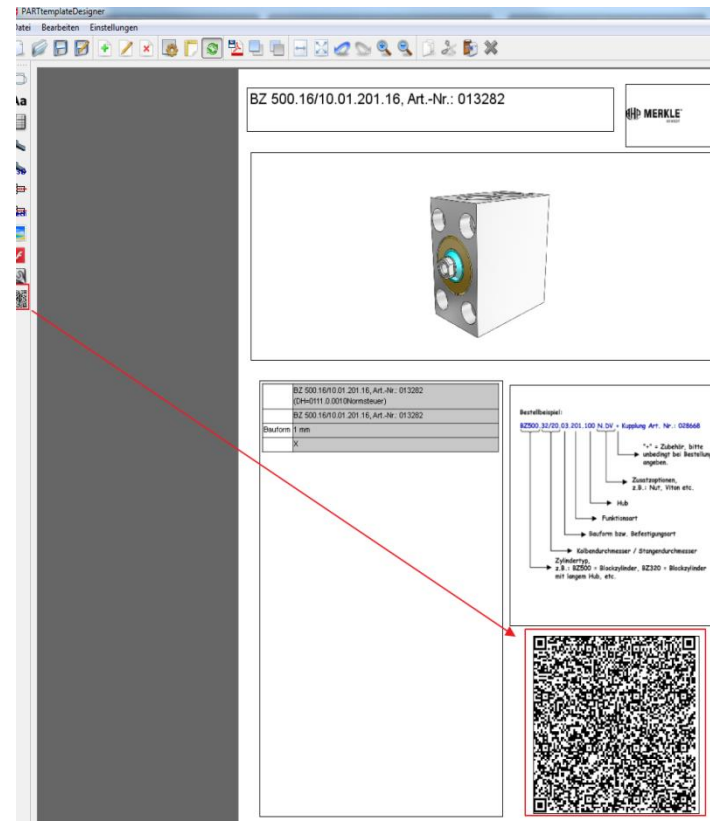 PARTtemplateDesigner
Datei Bearbeiten Einstellungen
Aa
BZ 500.16/10.01.201.16, Art.-Nr.: 013282
MERKLE
BZ 500.16/10.01.201.16, Art.-Nr.: 013282
(DH=0111.0.0010Normsteuer)
BZ 500.16/10.01.201.16, Art.-Nr.: 013282
Bauform 1 mm
X
Bestellbeispiel:
BZ500.32/20.03.201.100.N.DV + Kupplung Art. Nr.: 028668
"+" = Zubehör, bitte
unbedingt bei Bestellung
angeben.
Zusatzoptionen,
z.B.: Nut, Viton etc.
Hub
Funktionsart
Bauform bzw. Befestigungsart
Kolbendurchmesser / Stangendurchmesser
Zylindertyp,
z.B.: BZ500 = Blockzylinder, BZ320 = Blockzylinder
mit langem Hub, etc.